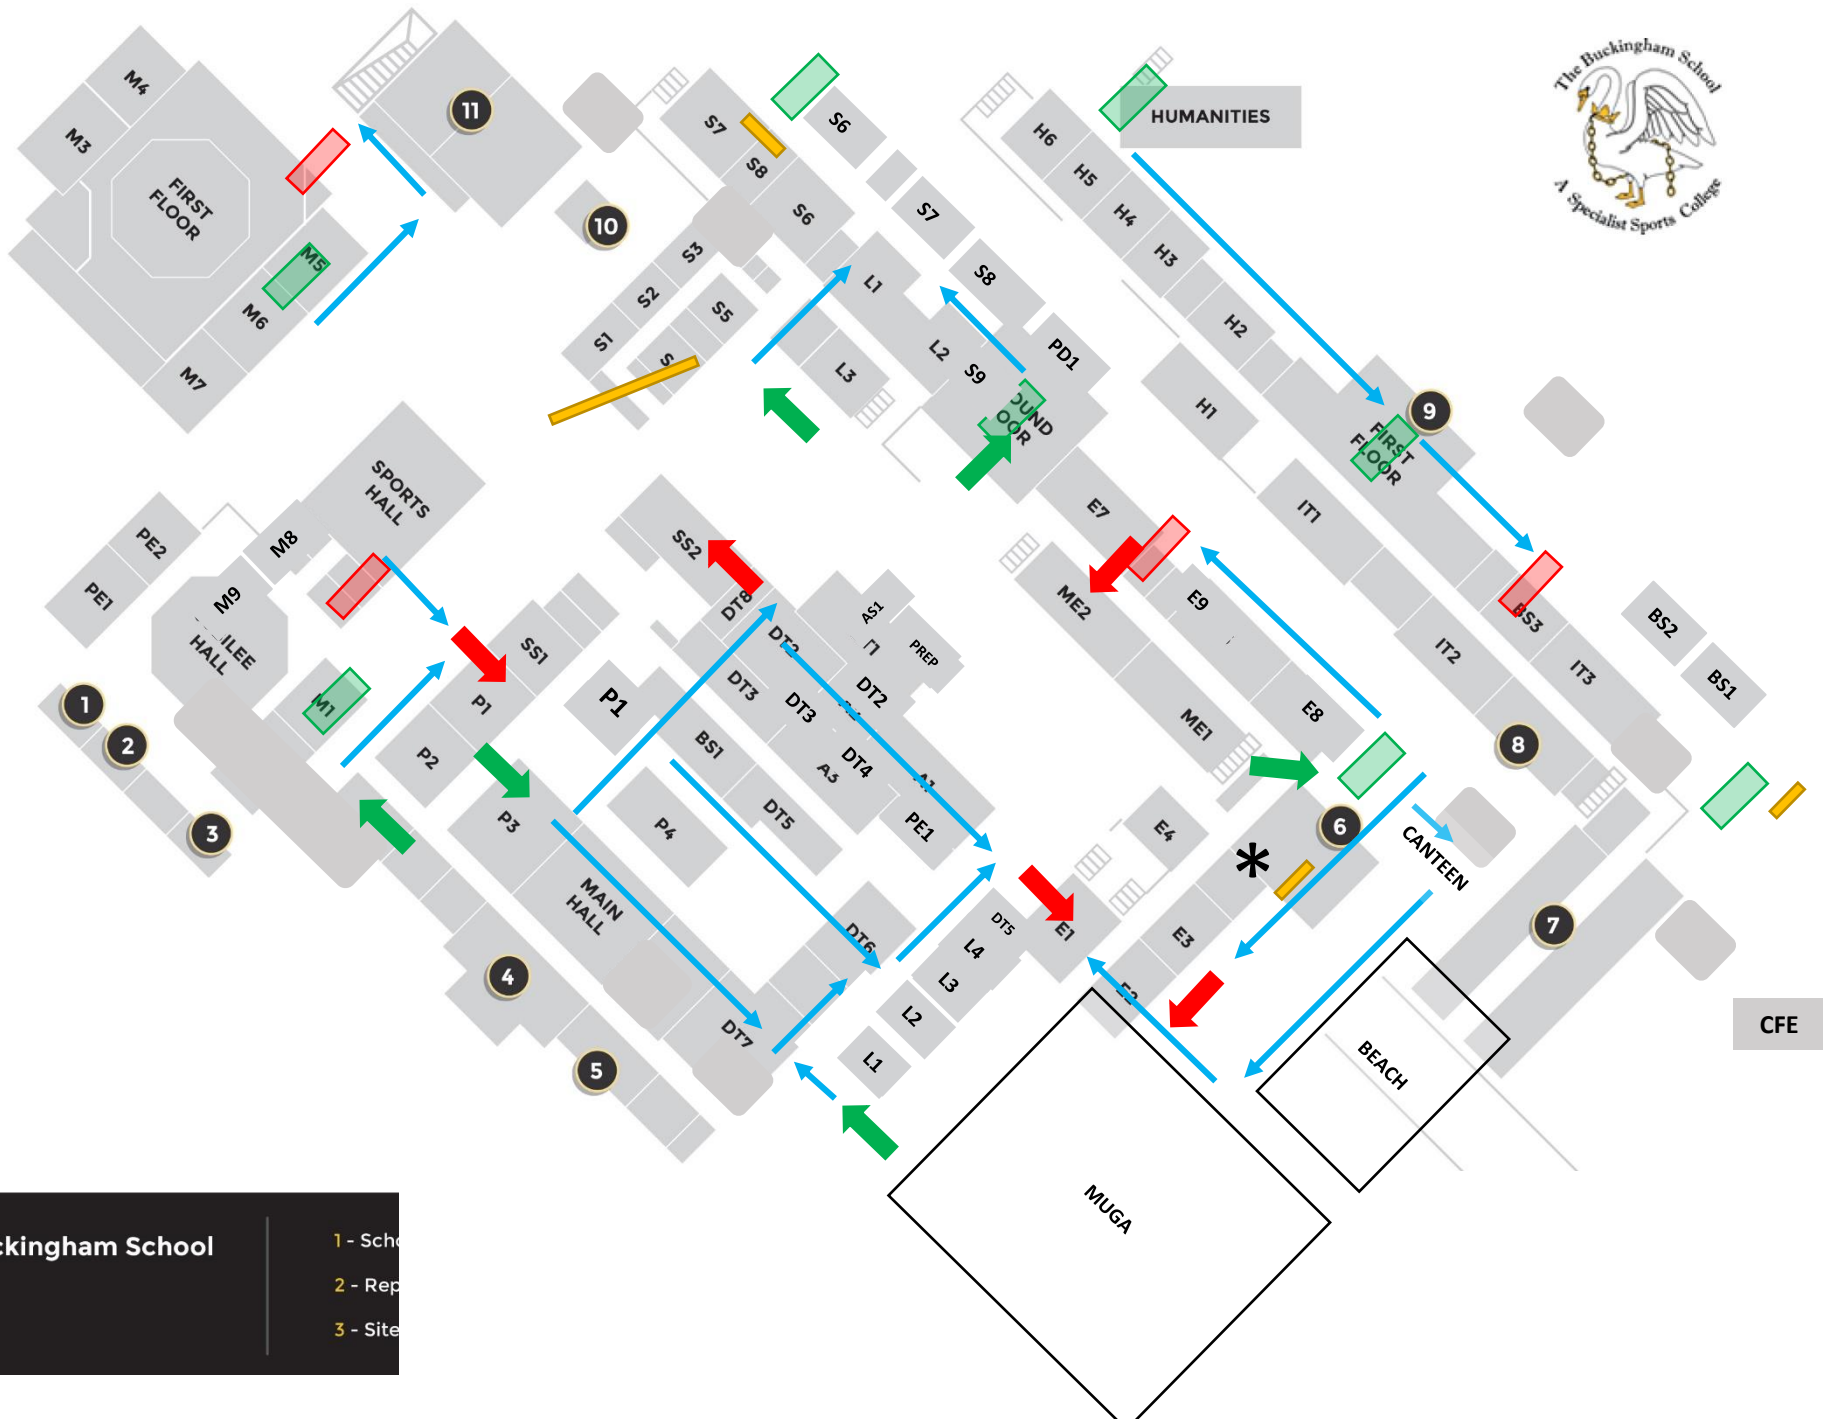 The Buckingham School
A Specialist Sports College
M4
M3
FIRST
FLOOR
M5
M6
M7
11
10
S7
S8
S6
S6
S7
S8
PD1
S3
S2
S1
S5
L1
L2
S9
L3
H6
H5
H4
H3
H2
H1
HUMANITIES
9
FIRST
FLOOR
IT1
IT2
IT3
BS3
BS2
BS1
8
SPORTS
HALL
M8
M9
PE2
PE1
HALL
M1
1
2
3
SS1
P1
P2
P3
P1
P4
MAIN
HALL
4
5
SS2
DT8
DT2
DT3
DT3
DT2
DT4
AS1
PREP
BS1
A3
A1
DT5
PE1
DT6
DT7
DT5
L4
L3
L2
L1
E7
E9
E8
ME2
ME1
E4
E3
E2
E1
6
*
CANTEEN
7
BEACH
MUGA
CFE
ckingham School
1 - Scho
2 - Rep
3 - Site